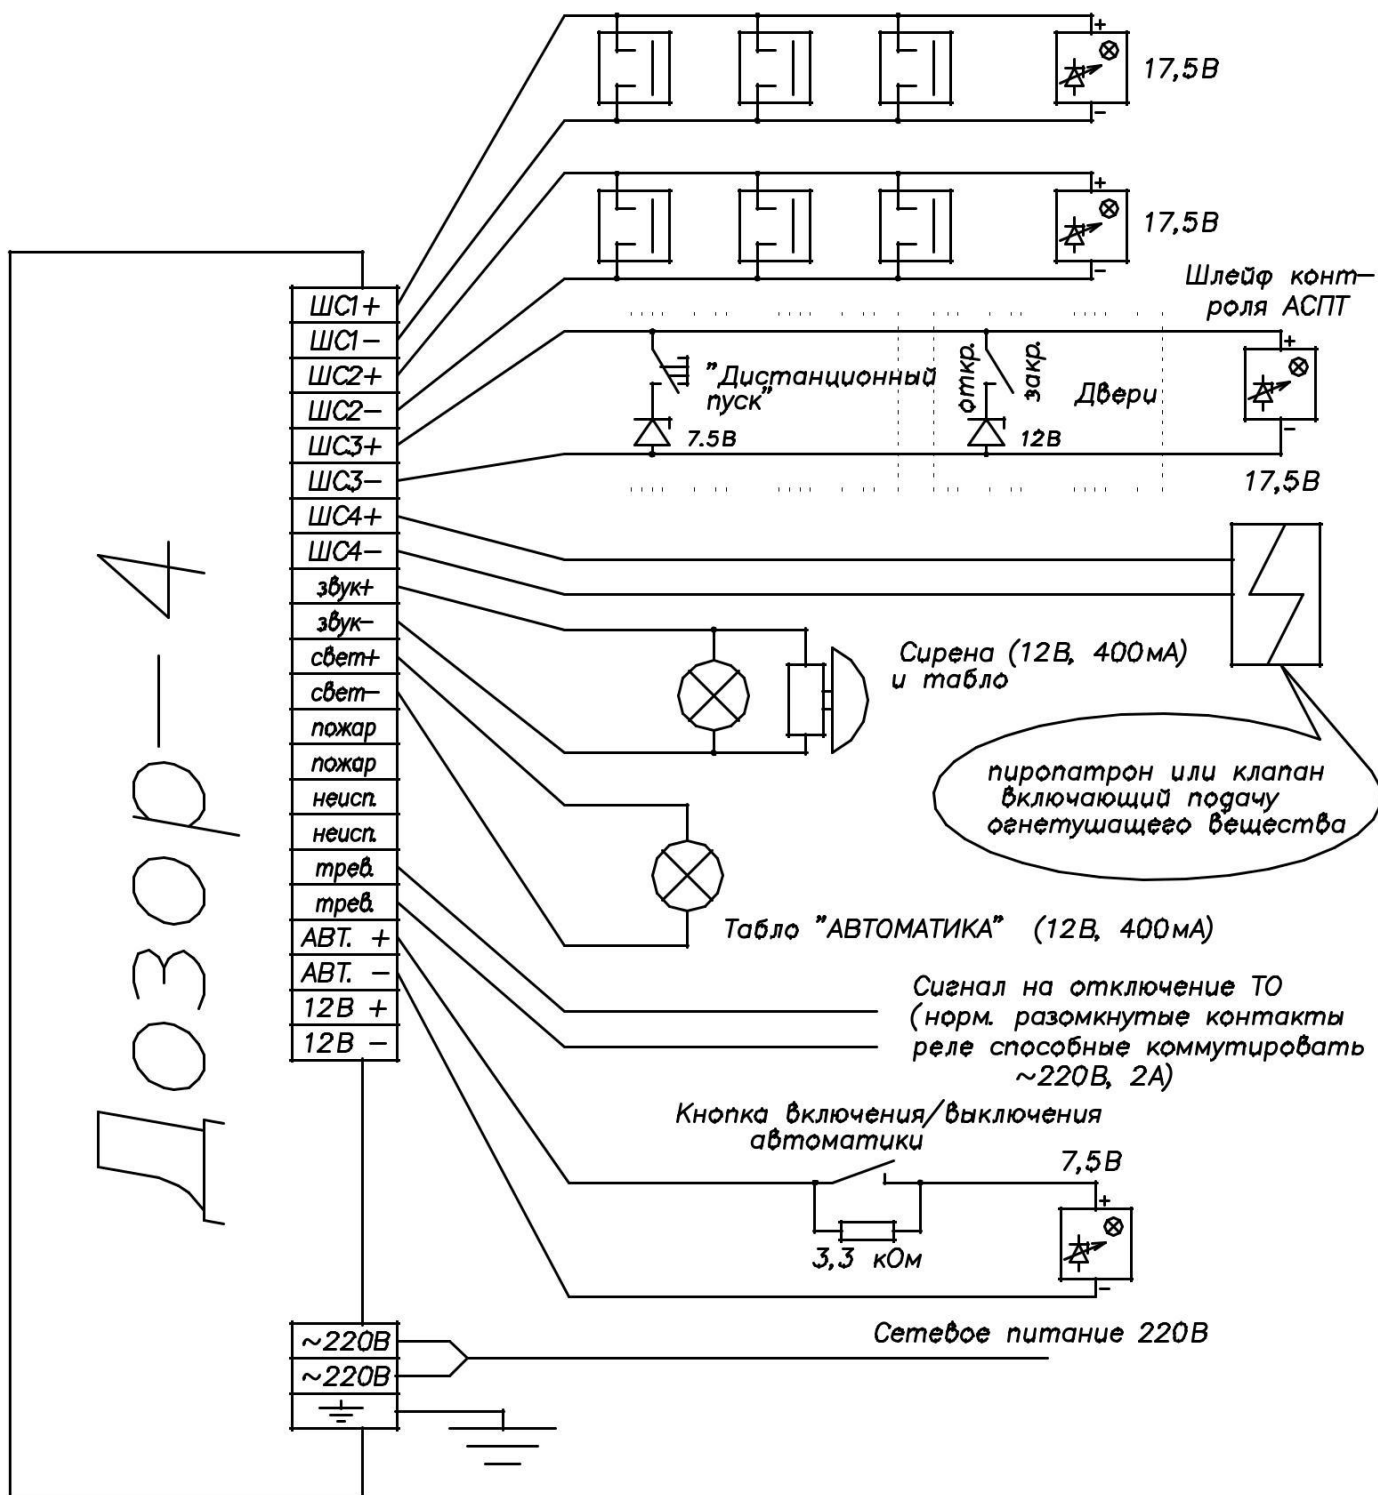 17,5В
17,5В
Шлейф конт-
роля АСПТ
ШС1+
ШС1-
ШС2+
ШС2-
ШС3+
ШС3-
ШС4+
ШС4-
звук+
звук-
свет+
свет-
пожар
пожар
неисп.
неисп.
трев.
трев.
АВТ. +
АВТ. -
12В +
12В -
~220В
~220В
Дозор-4
"Дистанционный
пуск"
7.5В
откр.
закр.
Двери
12В
17,5В
Сирена (12В, 400мА)
и табло
пиропатрон или клапан
включающий подачу
огнетушащего вещества
Табло "АВТОМАТИКА" (12В, 400мА)
Сигнал на отключение ТО
(норм. разомкнутые контакты
реле способные коммутировать
~220В, 2А)
Кнопка включения/выключения
автоматики
7,5В
3,3 кОм
Сетевое питание 220В